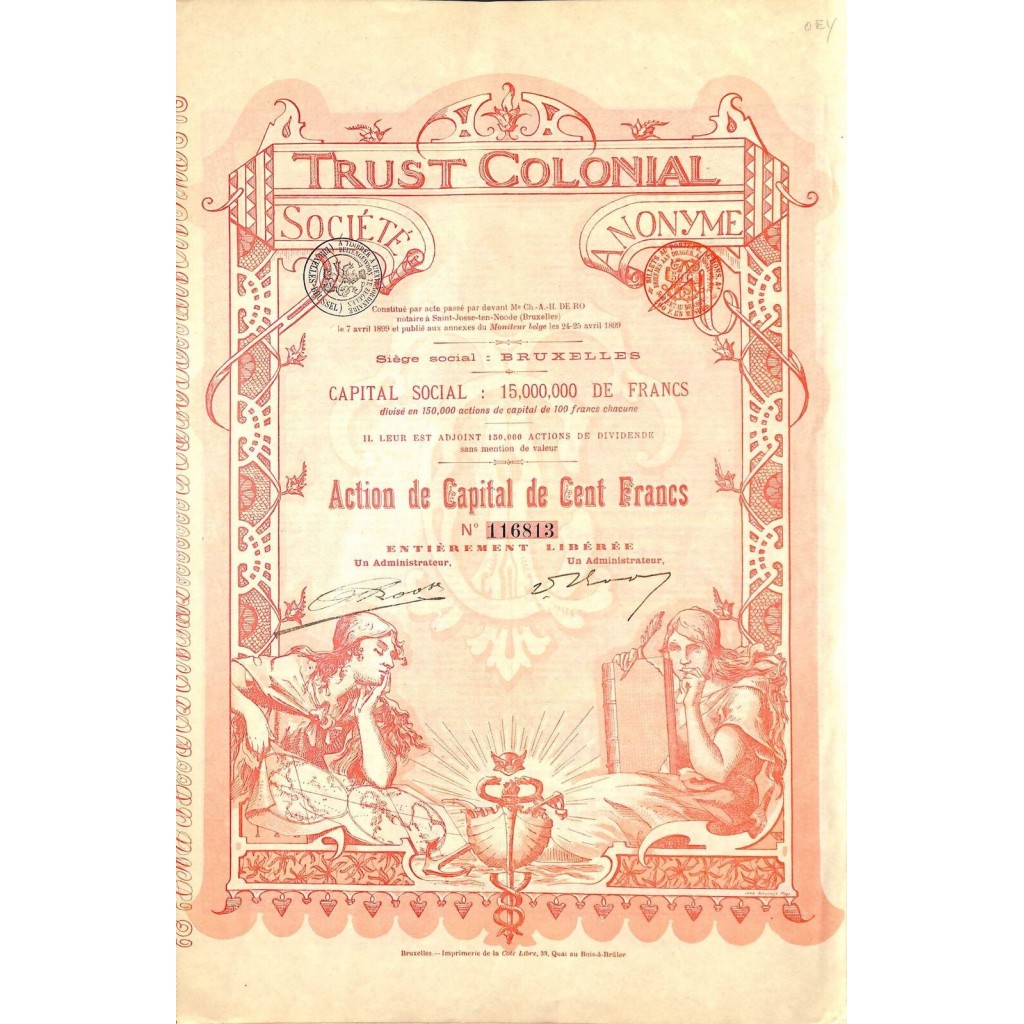 OEY
TRUST COLONIAL
SOCIÉTÉ ANONYME
Constitué par acte passé par devant Me Ch.-A.-H. DE RO
notaire à Saint-Josse-ten-Noode (Bruxelles)
le 7 avril 1899 et publié aux annexes du Moniteur belge les 24-25 avril 1899
Siège social : BRUXELLES
CAPITAL SOCIAL : 15,000,000 DE FRANCS
divisé en 150,000 actions de capital de 100 francs chacune
IL LEUR EST ADJOINT 150,000 ACTIONS DE DIVIDENDE
sans mention de valeur
Action de Capital de Cent Francs
No 116813
ENTIÈREMENT LIBÉRÉE
Un Administrateur, Un Administrateur,
Bruxelles. — Imprimerie de la Côte Libre, 33, Quai au Bois-à-Brûler